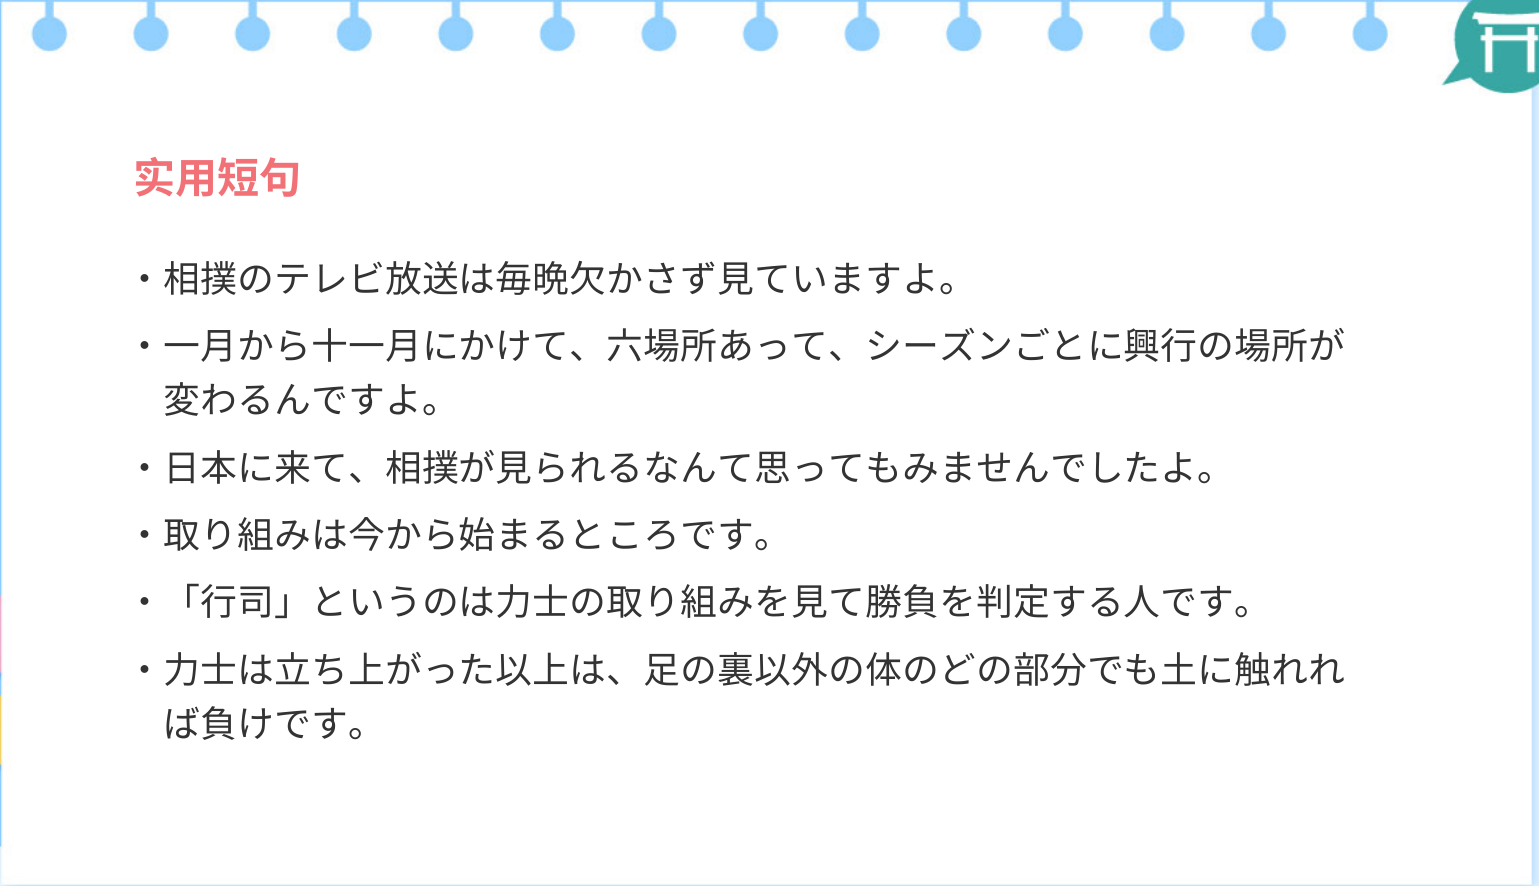 实用短句
・相撲のテレビ放送は毎晩欠かさず見ていますよ。
・一月から十一月にかけて、六場所あって、シーズンごとに興行の場所が
変わるんですよ。
・日本に来て、相撲が見られるなんて思ってもみませんでしたよ。
・取り組みは今から始まるところです。
・「行司」というのは力士の取り組みを見て勝負を判定する人です。
・力士は立ち上がった以上は、足の裏以外の体のどの部分でも土に触れれ
ば負けです。